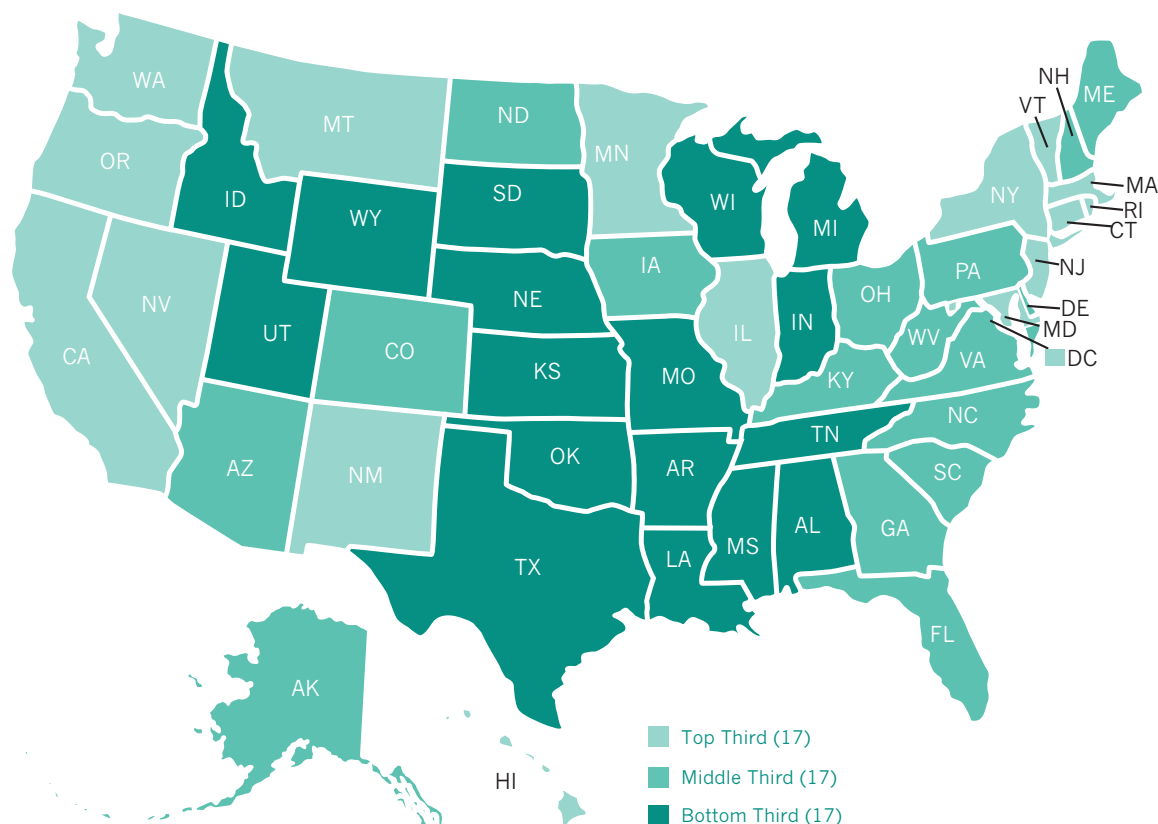 WA
MT
ND
MN
OR
ID
WY
SD
WI
MI
NY
VT
NH
ME
MA
RI
CT
NJ
PA
DE
MD
DC
IA
NE
NV
UT
CO
CA
KS
MO
IL
IN
OH
WV
VA
KY
NC
TN
SC
AZ
NM
OK
AR
GA
AL
MS
LA
TX
FL
AK
HI
Top Third (17)
Middle Third (17)
Bottom Third (17)